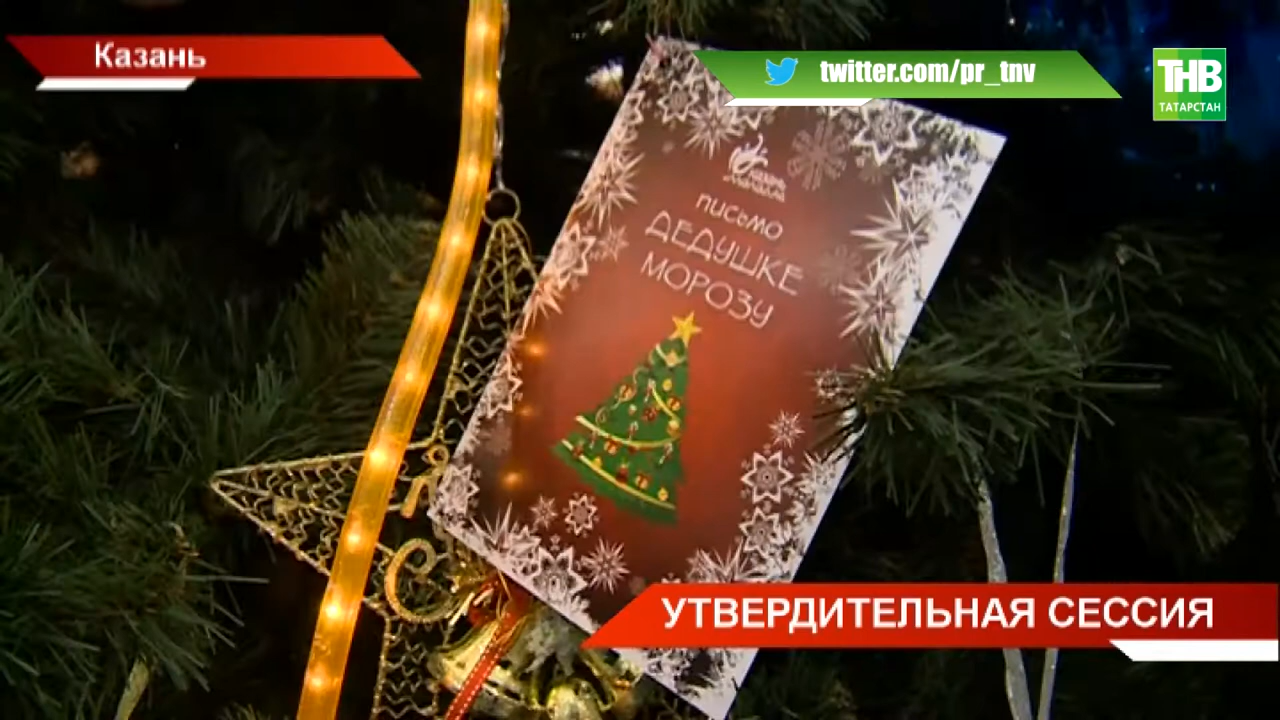 Казань
twitter.com/pr_tnv
ТНВ
ТАТАРСТАН
письмо
ДЕДУШКЕ
МОРОЗУ
УТВЕРДИТЕЛЬНАЯ СЕССИЯ